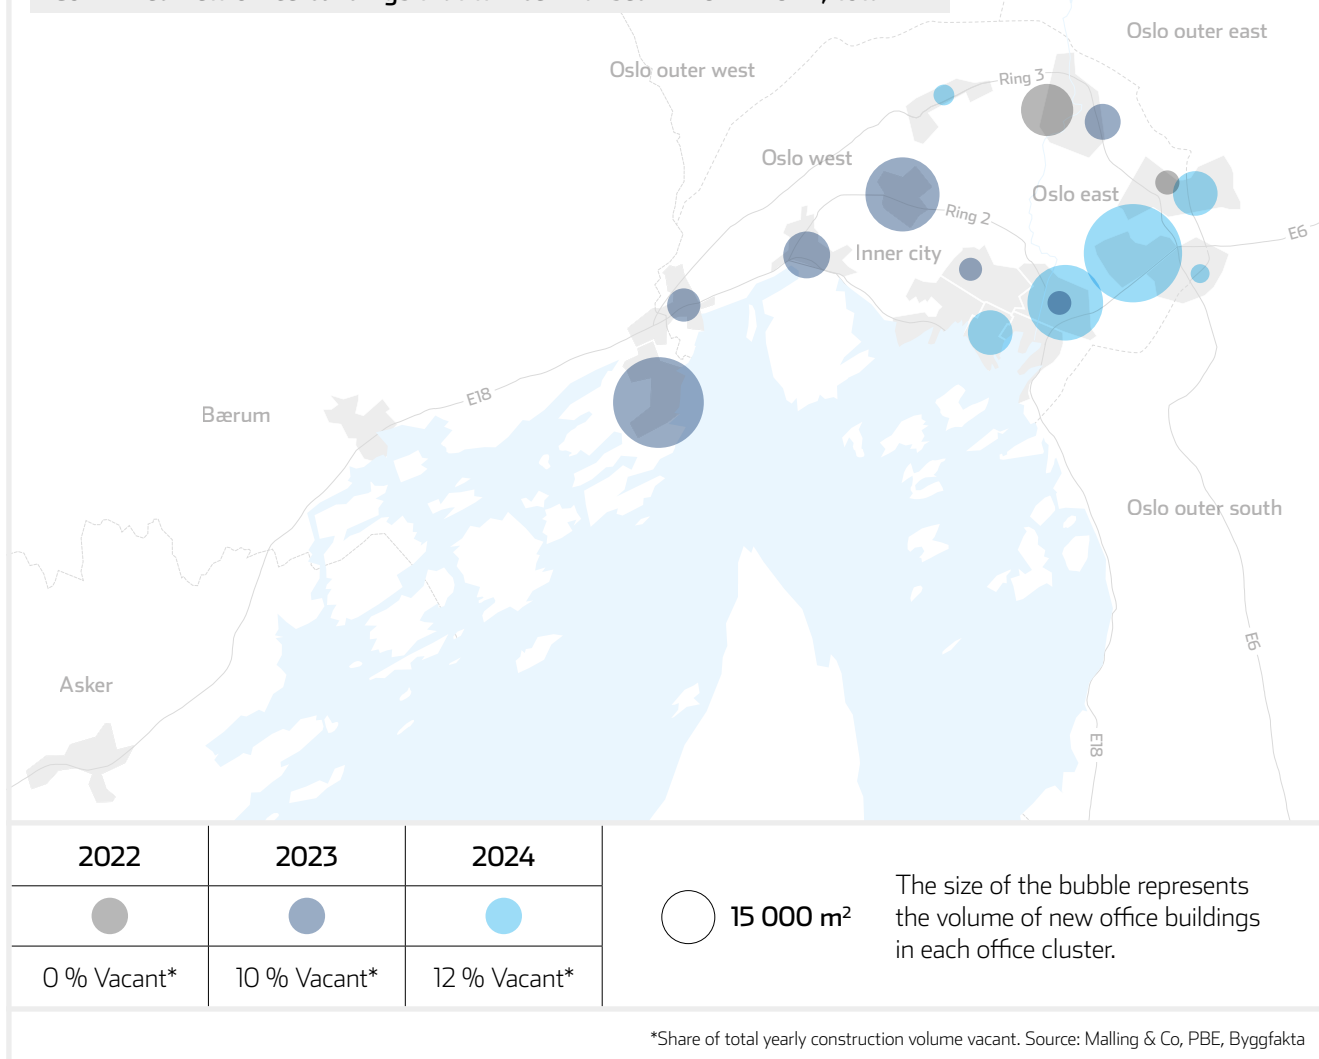 Oslo outer east
Oslo outer west
Ring 3
Oslo west
Oslo east
Ring 2
E6
Inner city
E18
Bærum
Oslo outer south
E6
Asker
E18
2022 2023 2024
0 % Vacant* 10 % Vacant* 12 % Vacant*
15 000 m²
The size of the bubble represents
the volume of new office buildings
in each office cluster.
*Share of total yearly construction volume vacant. Source: Malling & Co, PBE, Byggfakta